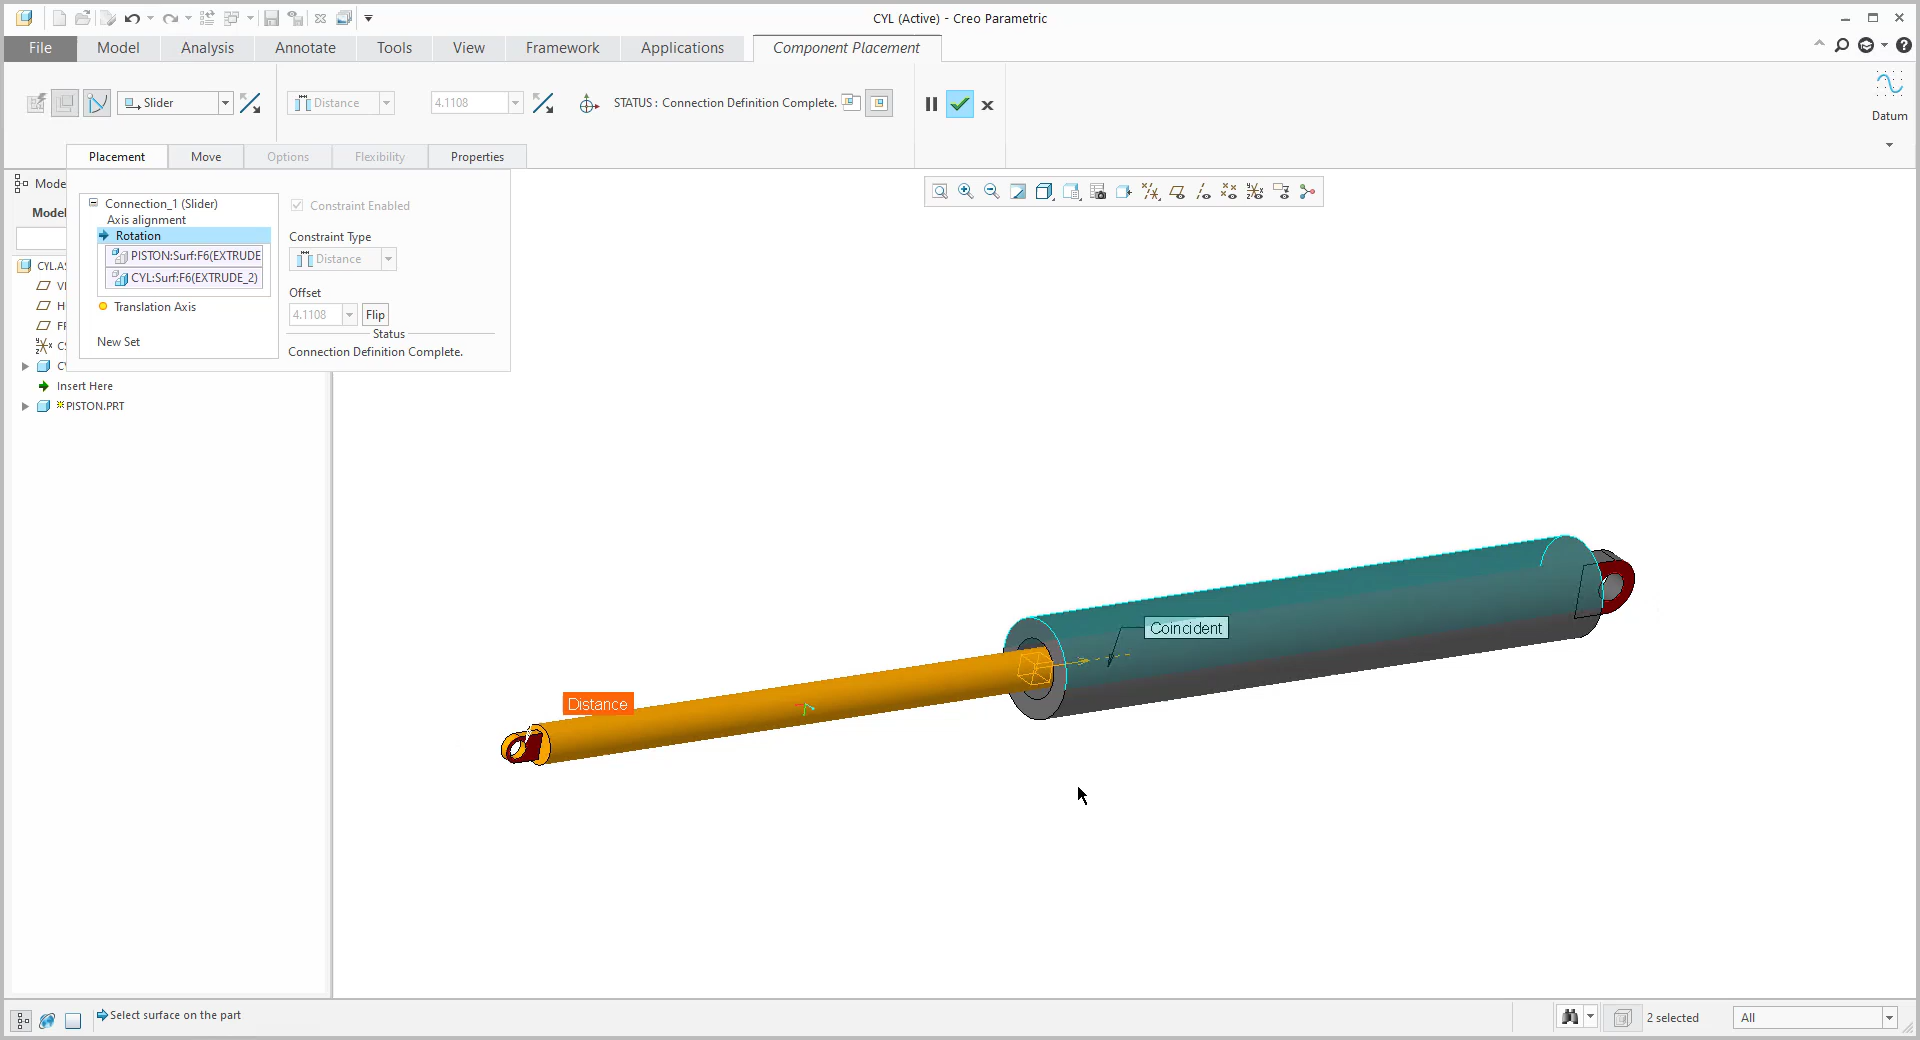 CYL (Active) - Creo Parametric
File
Model
Analysis
Annotate
Tools
View
Framework
Applications
Component Placement
Slider
Distance
4.1108
STATUS : Connection Definition Complete.
Datum
Placement
Move
Options
Flexibility
Properties
Mode
Model
Connection_1 (Slider)
Axis alignment
Rotation
PISTON:Surf:F6(EXTRUDE
CYL:Surf:F6(EXTRUDE_2)
Translation Axis
New Set
Constraint Enabled
Constraint Type
Distance
Offset
4.1108
Flip
Status
Connection Definition Complete.
CYL.AS
Insert Here
PISTON.PRT
Coincident
Distance
Select surface on the part
2 selected
All